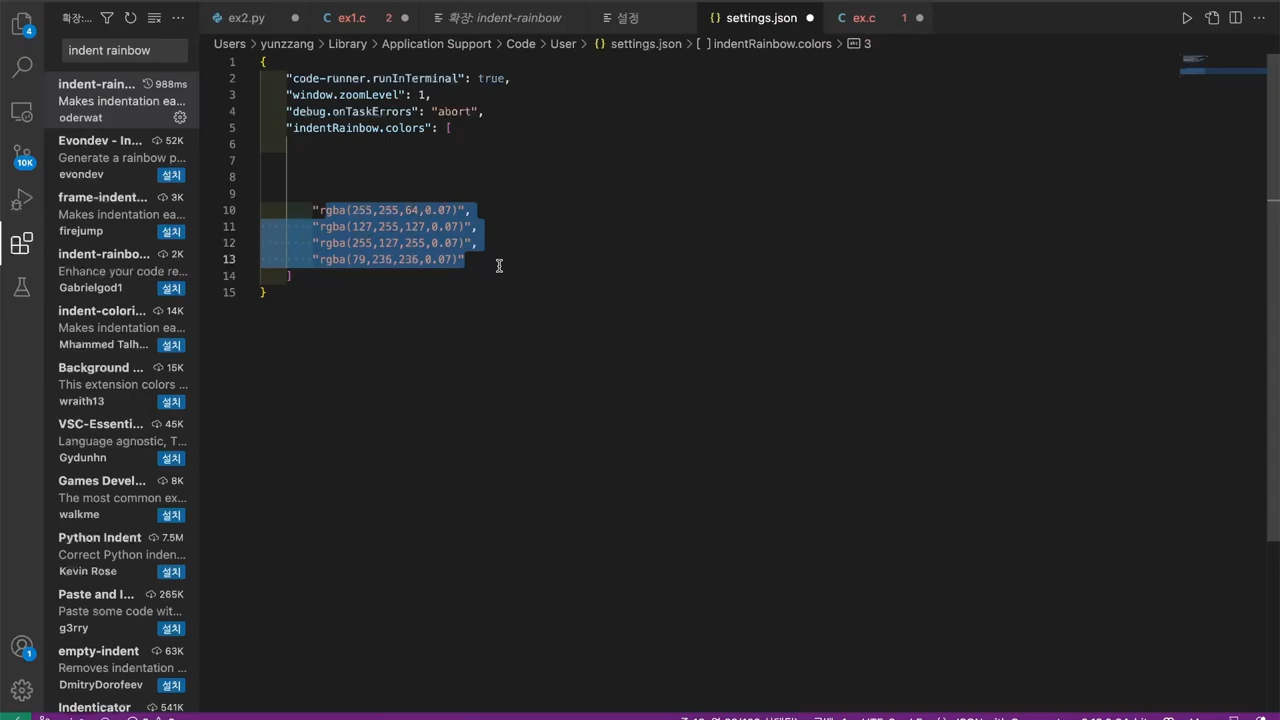 확장:...
ex2.py
ex1.c 2
확장: indent-rainbow
설정
settings.json
ex.c 1
indent rainbow
Users > yunzzang > Library > Application Support > Code > User > {} settings.json > [ ] indentRainbow.colors > 3
indent-rain... 988ms
Makes indentation ea...
oderwat
Evondev - In... 52K
Generate a rainbow p...
evondev 설치
frame-indent... 3K
firejump 설치
indent-rainbo... 2K
Enhance your code re...
Gabrielgod1 설치
indent-colori... 14K
Makes indentation ea...
Mhammed Talh... 설치
Background ... 15K
This extension colors ...
wraith13 설치
VSC-Essenti... 45K
Language agnostic, T...
Gydunhn 설치
Games Devel... 8K
The most common ex...
walkme 설치
Python Indent 7.5M
Correct Python inden...
Kevin Rose 설치
Paste and I... 265K
Paste some code wit...
g3rry 설치
empty-indent 63K
Removes indentation ...
DmitryDorofeev 설치
Indenticator 541K
4
10K
1
1 {
2 "code-runner.runInTerminal": true,
3 "window.zoomLevel": 1,
4 "debug.onTaskErrors": "abort",
5 "indentRainbow.colors": [
6
7
8
9
10 "rgba(255,255,64,0.07)",
11 "rgba(127,255,127,0.07)",
12 "rgba(255,127,255,0.07)",
13 "rgba(79,236,236,0.07)"
14 ]
15 }